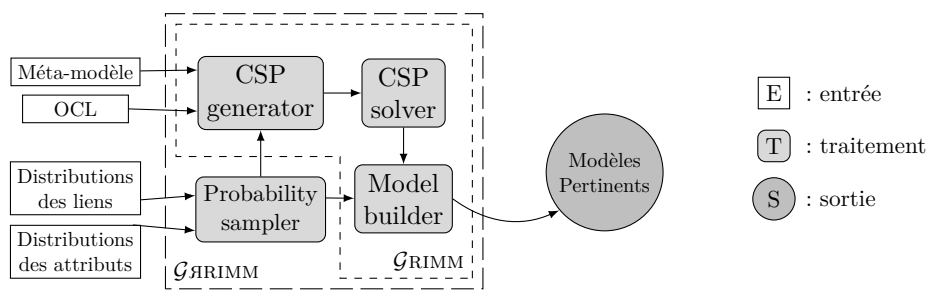 Méta-modèle
OCL
Distributions
des liens
Distributions
des attributs
CSP
generator
CSP
solver
Probability
sampler
Model
builder
𝒢ЯRIMM
𝒢RIMM
Modèles
Pertinents
E : entrée
T : traitement
S : sortie